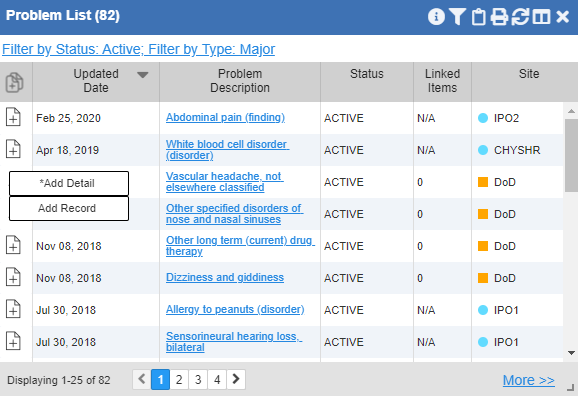 Problem List (82)
Filter by Status: Active; Filter by Type: Major
Updated Date Problem Description Status Linked Items Site
Feb 25, 2020 Abdominal pain (finding) ACTIVE N/A IPO2
Apr 18, 2019 White blood cell disorder (disorder) ACTIVE N/A CHYSHR
*Add Detail Vascular headache, not elsewhere classified ACTIVE 0 DoD
Add Record Other specified disorders of nose and nasal sinuses ACTIVE 0 DoD
Nov 08, 2018 Other long term (current) drug therapy ACTIVE 0 DoD
Nov 08, 2018 Dizziness and giddiness ACTIVE 0 DoD
Jul 30, 2018 Allergy to peanuts (disorder) ACTIVE N/A IPO1
Jul 30, 2018 Sensorineural hearing loss, bilateral ACTIVE N/A IPO1
Displaying 1-25 of 82 < 1 2 3 4 > More >>